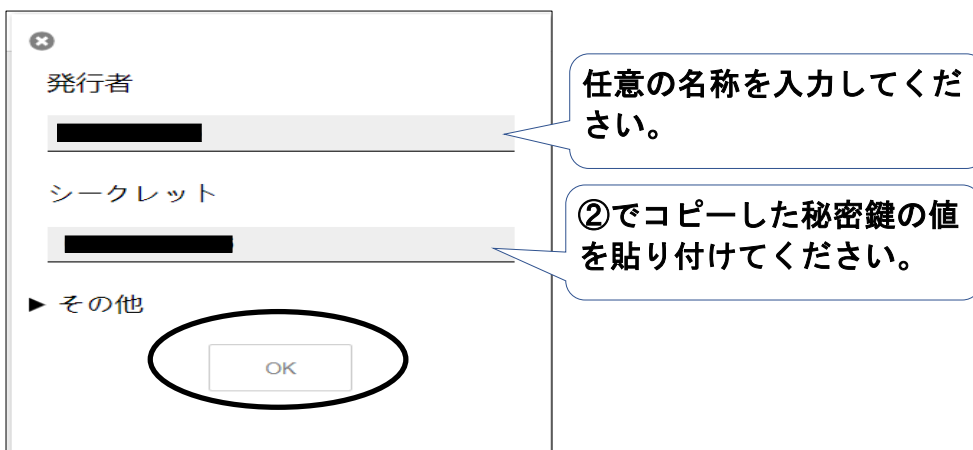 発行者
任意の名称を入力してくだ
さい。
シークレット
②でコピーした秘密鍵の値
を貼り付けてください。
▶ その他
OK